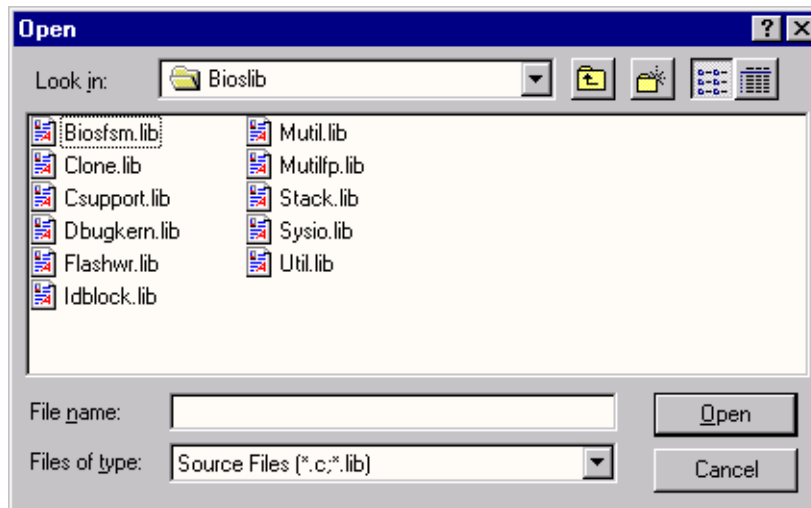 Open
Look in: Bioslib
Biosfsm.lib
Clone.lib
Csupport.lib
Dbugkern.lib
Flashwr.lib
Idblock.lib
Mutil.lib
Mutilfp.lib
Stack.lib
Sysio.lib
Util.lib
File name:
Open
Files of type: Source Files (*.c;*.lib)
Cancel